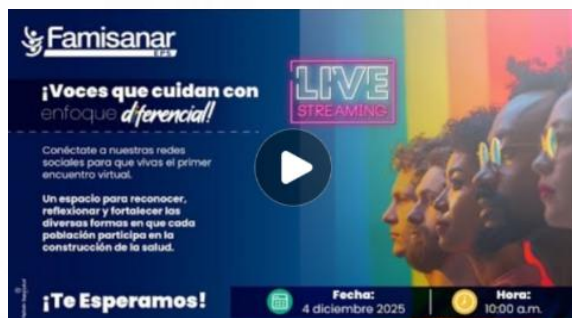 Famisanar
EPS
¡Voces que cuidan con
enfoque diferencial!
LIVE
STREAMING
Conéctate a nuestras redes
sociales para que vivas el primer
encuentro virtual.
Un espacio para reconocer,
reflexionar y fortalecer las
diversas formas en que cada
población participa en la
construcción de la salud.
¡Te Esperamos!
Fecha:
4 diciembre 2025
Hora:
10:00 a.m.